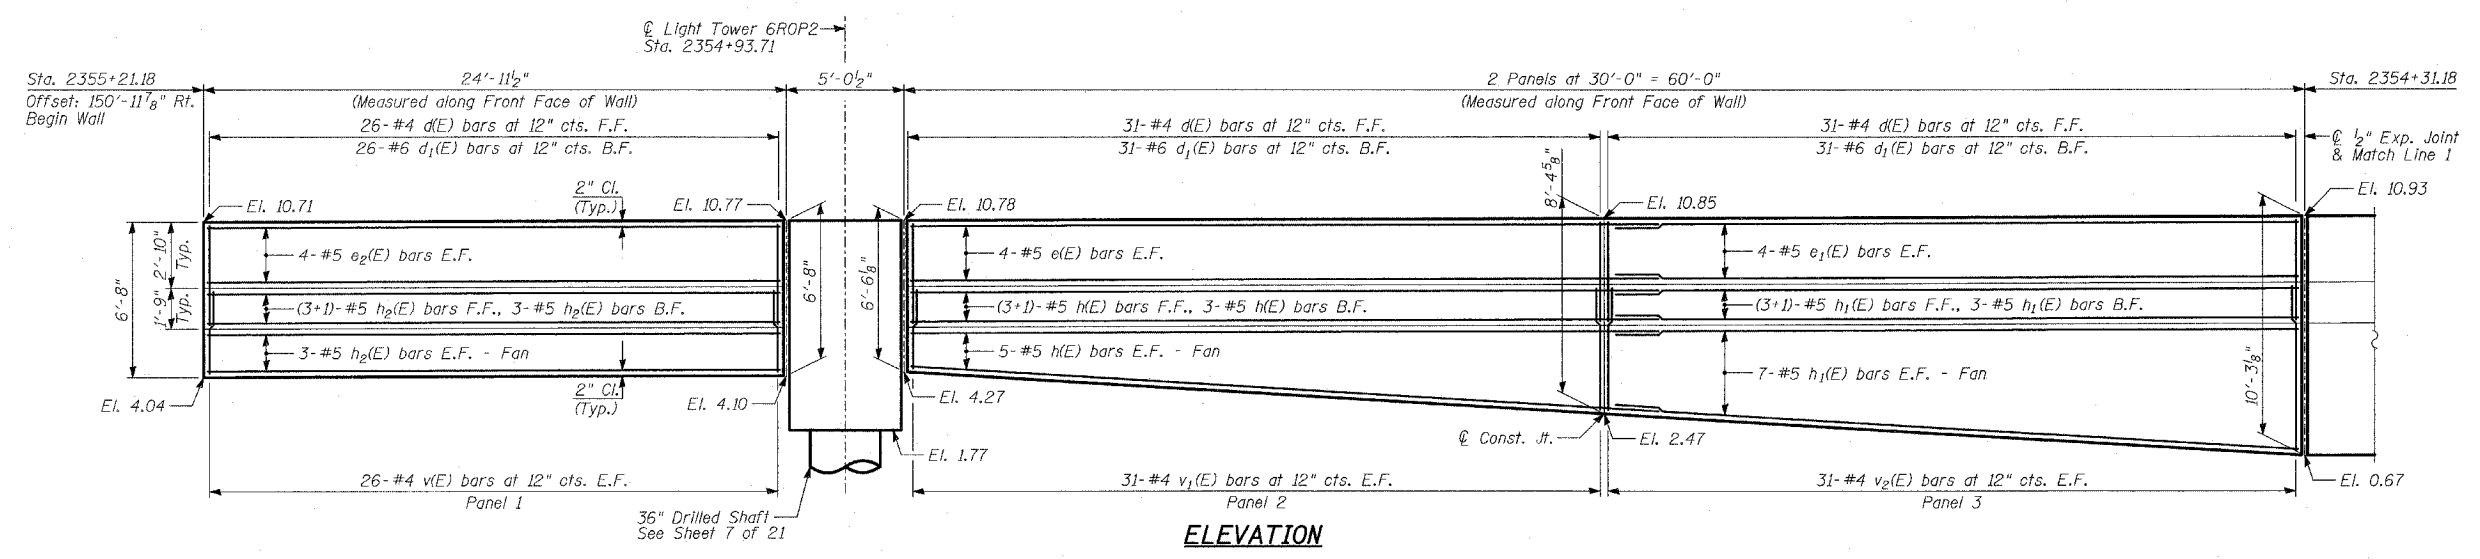 ℄ Light Tower 6ROP2
Sta. 2354+93.71
Sta. 2355+21.18
Offset: 150'-11 7/8" Rt.
Begin Wall
24'-11 1/2"
(Measured along Front Face of Wall)
5'-0 1/2"
2 Panels at 30'-0" = 60'-0"
(Measured along Front Face of Wall)
Sta. 2354+31.18
26-#4 d(E) bars at 12" cts. F.F.
26-#6 d1(E) bars at 12" cts. B.F.
31-#4 d(E) bars at 12" cts. F.F.
31-#6 d1(E) bars at 12" cts. B.F.
31-#4 d(E) bars at 12" cts. F.F.
31-#6 d1(E) bars at 12" cts. B.F.
℄ 1/2" Exp. Joint
& Match Line 1
El. 10.71
2" Cl.
(Typ.)
El. 10.77
El. 10.78
8'-4 5/8"
El. 10.85
El. 10.93
6'-8"
2'-10"
Typ.
1'-9"
Typ.
4-#5 e2(E) bars E.F.
(3+1)-#5 h2(E) bars F.F., 3-#5 h2(E) bars B.F.
3-#5 h2(E) bars E.F. - Fan
6'-8"
6'-6 1/8"
4-#5 e(E) bars E.F.
(3+1)-#5 h(E) bars F.F., 3-#5 h(E) bars B.F.
5-#5 h(E) bars E.F. - Fan
4-#5 e1(E) bars E.F.
(3+1)-#5 h1(E) bars F.F., 3-#5 h1(E) bars B.F.
7-#5 h1(E) bars E.F. - Fan
10'-3 1/8"
El. 4.04
2" Cl.
(Typ.)
El. 4.10
El. 4.27
El. 1.77
℄ Const. Jt.
El. 2.47
El. 0.67
26-#4 v(E) bars at 12" cts. E.F.
Panel 1
31-#4 v1(E) bars at 12" cts. E.F.
Panel 2
31-#4 v2(E) bars at 12" cts. E.F.
Panel 3
36" Drilled Shaft
See Sheet 7 of 21
ELEVATION